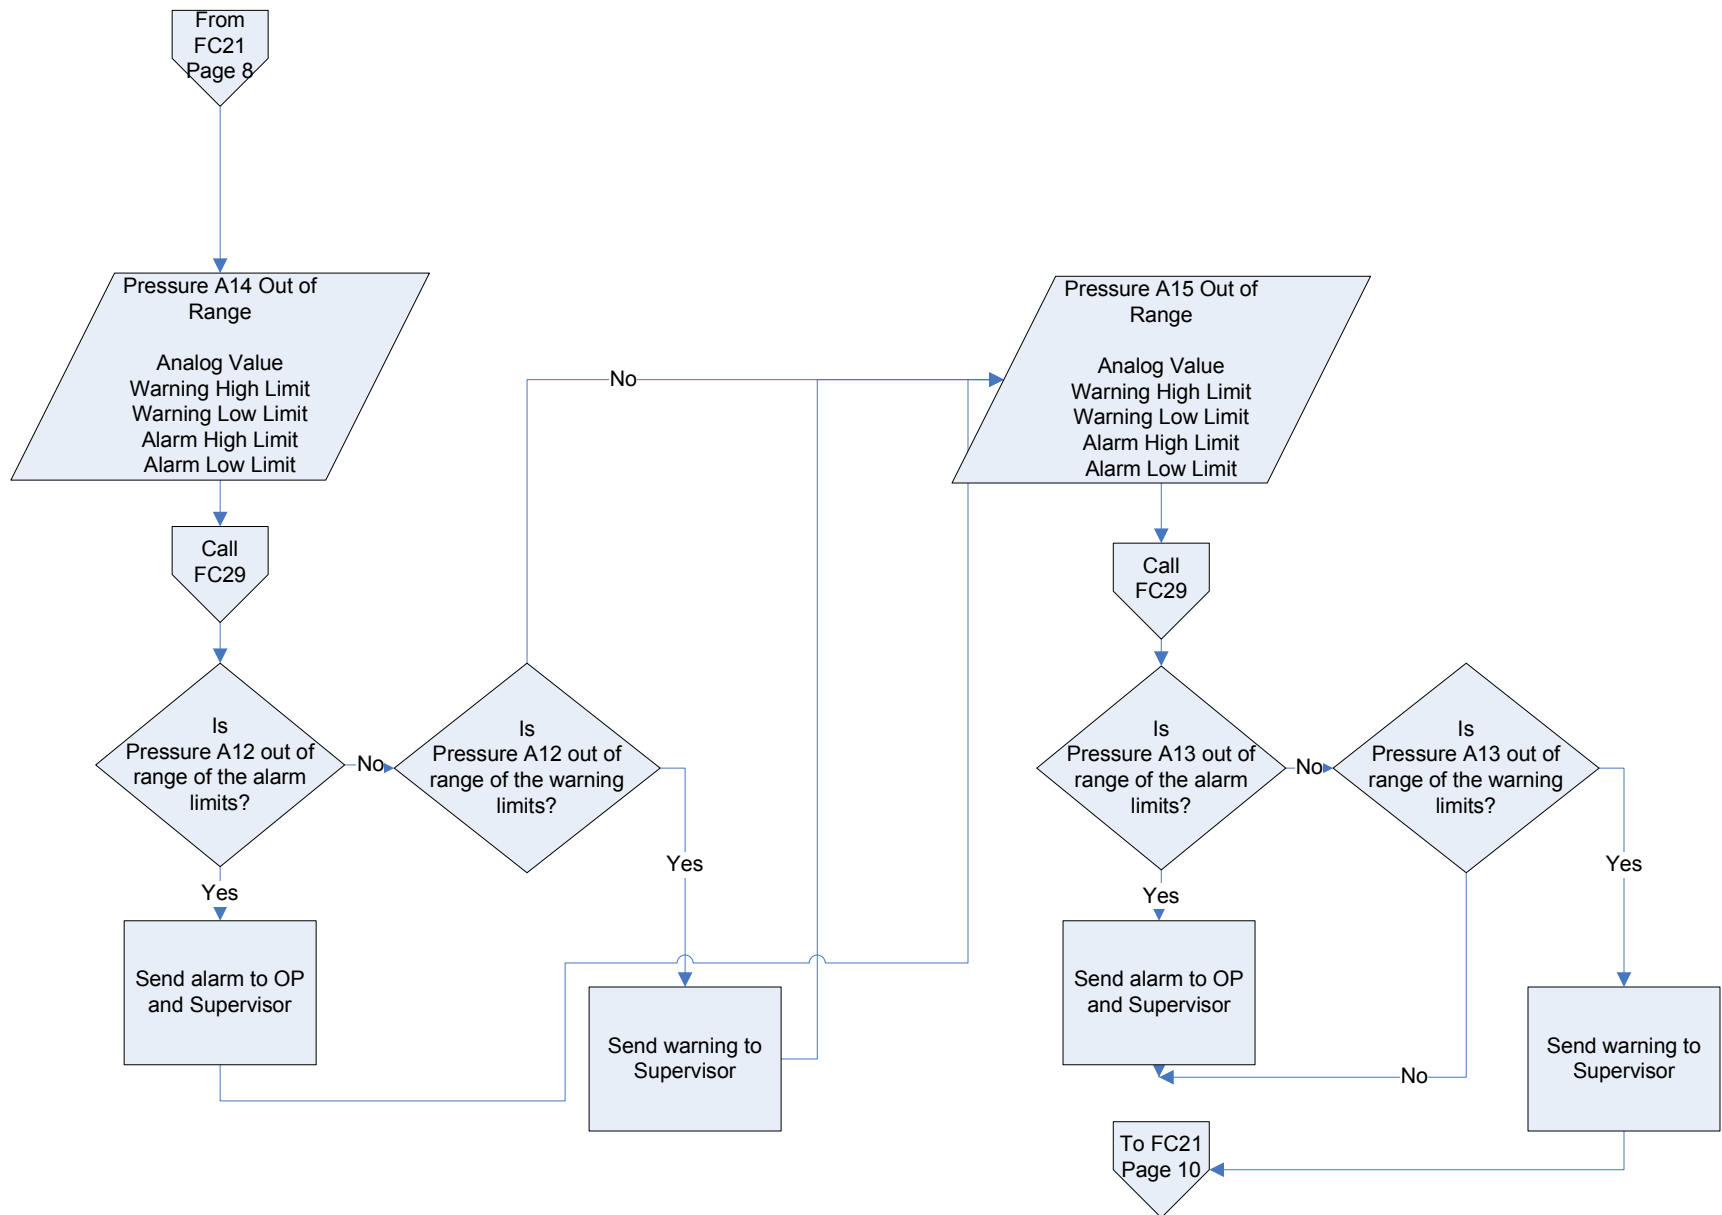 From
FC21
Page 8
Pressure A14 Out of
Range
Analog Value
Warning High Limit
Warning Low Limit
Alarm High Limit
Alarm Low Limit
Call
FC29
Is
Pressure A12 out of
range of the alarm
limits?
No
Is
Pressure A12 out of
range of the warning
limits?
No
Yes
Send alarm to OP
and Supervisor
Yes
Send warning to
Supervisor
Pressure A15 Out of
Range
Analog Value
Warning High Limit
Warning Low Limit
Alarm High Limit
Alarm Low Limit
Call
FC29
Is
Pressure A13 out of
range of the alarm
limits?
No
Is
Pressure A13 out of
range of the warning
limits?
Yes
Send alarm to OP
and Supervisor
Yes
Send warning to
Supervisor
No
To FC21
Page 10